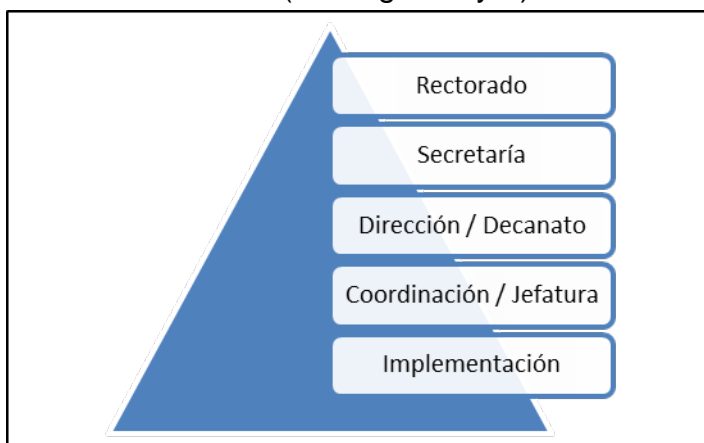 Rectorado
Secretaría
Dirección / Decanato
Coordinación / Jefatura
Implementación